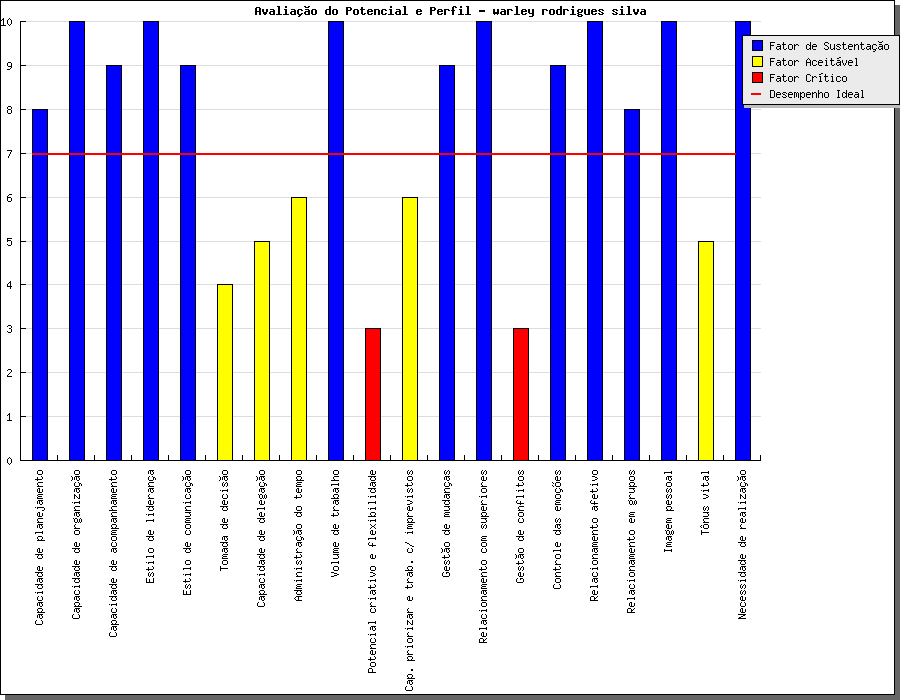 Avaliação do Potencial e Perfil - warley rodrigues silva
10
9
8
7
6
5
4
3
2
1
0
Fator de Sustentação
Fator Aceitável
Fator Crítico
Desempenho Ideal
Capacidade de planejamento
Capacidade de organização
Capacidade de acompanhamento
Estilo de liderança
Estilo de comunicação
Tomada de decisão
Capacidade de delegação
Administração do tempo
Volume de trabalho
Potencial criativo e flexibilidade
Cap. priorizar e trab. c/ imprevistos
Gestão de mudanças
Relacionamento com superiores
Gestão de conflitos
Controle das emoções
Relacionamento afetivo
Relacionamento em grupos
Imagem pessoal
Tônus vital
Necessidade de realização